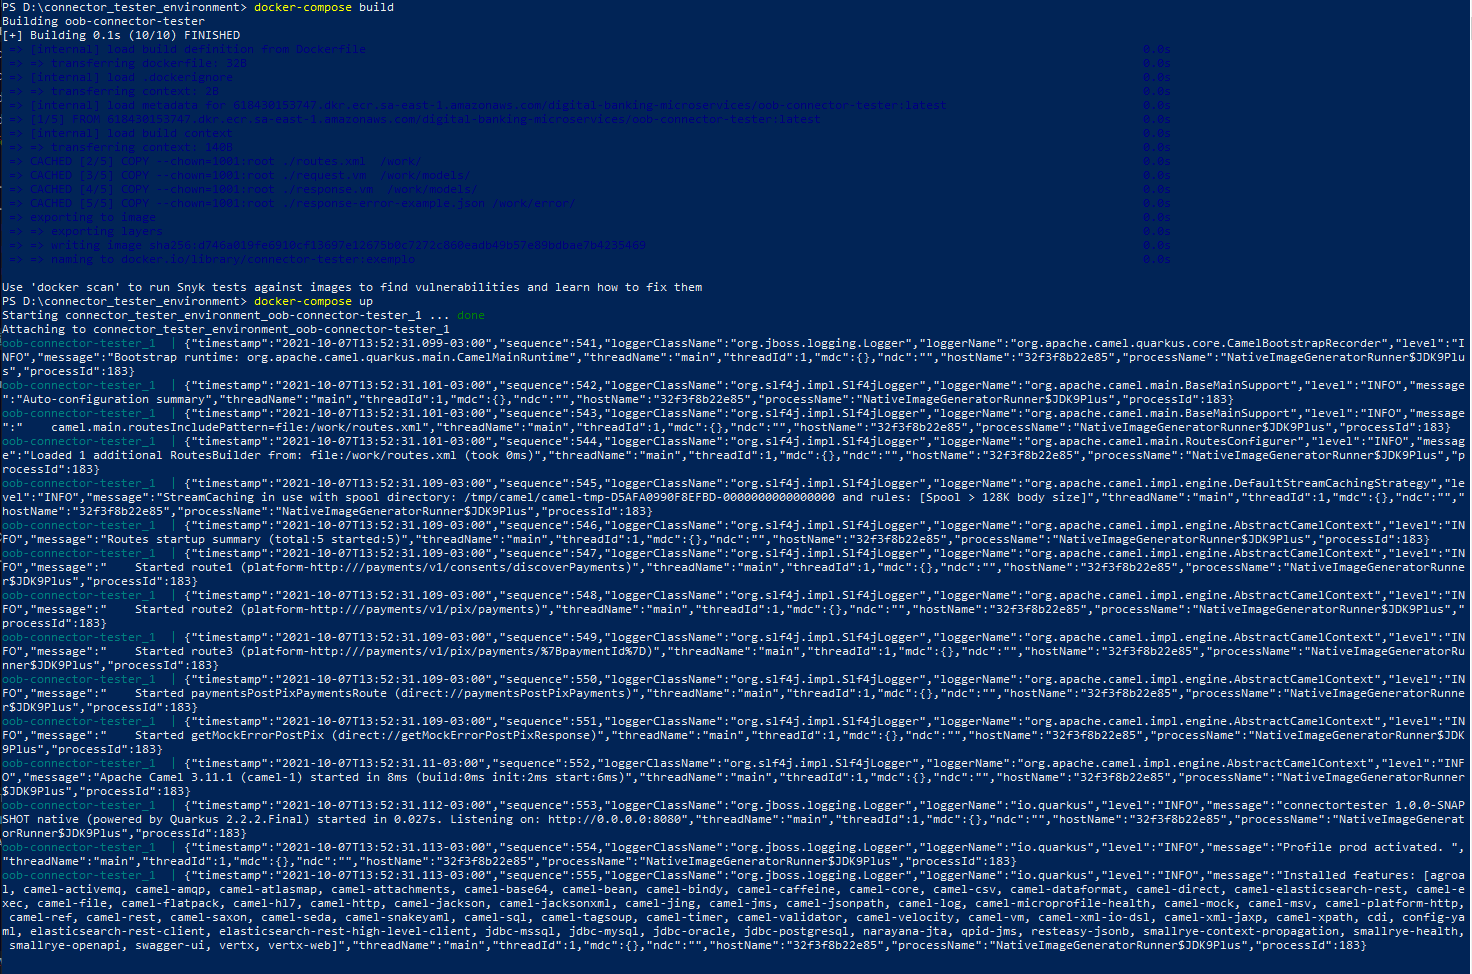 PS D:\connector_tester_environment> docker-compose build
Building oob-connector-tester
[+] Building 0.1s (10/10) FINISHED
=> [internal] load build definition from Dockerfile 0.0s
=> => transferring dockerfile: 32B 0.0s
=> [internal] load .dockerignore 0.0s
=> => transferring context: 2B 0.0s
=> [internal] load metadata for 618430153747.dkr.ecr.sa-east-1.amazonaws.com/digital-banking-microservices/oob-connector-tester:latest 0.0s
=> [1/5] FROM 618430153747.dkr.ecr.sa-east-1.amazonaws.com/digital-banking-microservices/oob-connector-tester:latest 0.0s
=> [internal] load build context 0.0s
=> => transferring context: 140B 0.0s
=> CACHED [2/5] COPY --chown=1001:root ./routes.xml /work/ 0.0s
=> CACHED [3/5] COPY --chown=1001:root ./request.vm /work/models/ 0.0s
=> CACHED [4/5] COPY --chown=1001:root ./response.vm /work/models/ 0.0s
=> CACHED [5/5] COPY --chown=1001:root ./response-error-example.json /work/error/ 0.0s
=> exporting to image 0.0s
=> => exporting layers 0.0s
=> => writing image 0.0s
=> => naming to docker.io/library/connector-tester:exemplo 0.0s
Use 'docker scan' to run Snyk tests against images to find vulnerabilities and learn how to fix them
PS D:\connector_tester_environment> docker-compose up
Starting connector_tester_environment_oob-connector-tester_1 ... done
Attaching to connector_tester_environment_oob-connector-tester_1
oob-connector-tester_1 | {"timestamp":"2021-10-07T13:52:31.099-03:00","sequence":541,"loggerClassName":"org.jboss.logging.Logger","loggerName":"org.apache.camel.quarkus.core.CamelBootstrapRecorder","level":"I
NFO","message":"Bootstrap runtime: org.apache.camel.quarkus.main.CamelMainRuntime","threadName":"main","threadId":1,"mdc":{},"ndc":"","hostName":"32f3f8b22e85","processName":"NativeImageGeneratorRunner$JDK9Plu
s","processId":183}
oob-connector-tester_1 | {"timestamp":"2021-10-07T13:52:31.101-03:00","sequence":542,"loggerClassName":"org.slf4j.impl.Slf4jLogger","loggerName":"org.apache.camel.main.BaseMainSupport","level":"INFO","message
":"Auto-configuration summary","threadName":"main","threadId":1,"mdc":{},"ndc":"","hostName":"32f3f8b22e85","processName":"NativeImageGeneratorRunner$JDK9Plus","processId":183}
oob-connector-tester_1 | {"timestamp":"2021-10-07T13:52:31.101-03:00","sequence":543,"loggerClassName":"org.slf4j.impl.Slf4jLogger","loggerName":"org.apache.camel.main.BaseMainSupport","level":"INFO","message
":"    camel.main.routesIncludePattern=file:/work/routes.xml","threadName":"main","threadId":1,"mdc":{},"ndc":"","hostName":"32f3f8b22e85","processName":"NativeImageGeneratorRunner$JDK9Plus","processId":183}
oob-connector-tester_1 | {"timestamp":"2021-10-07T13:52:31.101-03:00","sequence":544,"loggerClassName":"org.slf4j.impl.Slf4jLogger","loggerName":"org.apache.camel.main.RoutesConfigurer","level":"INFO","messag
e":"Loaded 1 additional RoutesBuilder from: file:/work/routes.xml (took 0ms)","threadName":"main","threadId":1,"mdc":{},"ndc":"","hostName":"32f3f8b22e85","processName":"NativeImageGeneratorRunner$JDK9Plus","p
rocessId":183}
oob-connector-tester_1 | {"timestamp":"2021-10-07T13:52:31.109-03:00","sequence":545,"loggerClassName":"org.slf4j.impl.Slf4jLogger","loggerName":"org.apache.camel.impl.engine.DefaultStreamCachingStrategy","le
vel":"INFO","message":"StreamCaching in use with spool directory: /tmp/camel/camel-tmp-D5AFA0990F8EFBD-0000000000000000 and rules: [Spool > 128K body size]","threadName":"main","threadId":1,"mdc":{},"ndc":"","
hostName":"32f3f8b22e85","processName":"NativeImageGeneratorRunner$JDK9Plus","processId":183}
oob-connector-tester_1 | {"timestamp":"2021-10-07T13:52:31.109-03:00","sequence":546,"loggerClassName":"org.slf4j.impl.Slf4jLogger","loggerName":"org.apache.camel.impl.engine.AbstractCamelContext","level":"IN
FO","message":"Routes startup summary (total:5 started:5)","threadName":"main","threadId":1,"mdc":{},"ndc":"","hostName":"32f3f8b22e85","processName":"NativeImageGeneratorRunner$JDK9Plus","processId":183}
oob-connector-tester_1 | {"timestamp":"2021-10-07T13:52:31.109-03:00","sequence":547,"loggerClassName":"org.slf4j.impl.Slf4jLogger","loggerName":"org.apache.camel.impl.engine.AbstractCamelContext","level":"IN
FO","message":"    Started route1 (platform-http:///payments/v1/consents/discoverPayments)","threadName":"main","threadId":1,"mdc":{},"ndc":"","hostName":"32f3f8b22e85","processName":"NativeImageGeneratorRunne
r$JDK9Plus","processId":183}
oob-connector-tester_1 | {"timestamp":"2021-10-07T13:52:31.109-03:00","sequence":548,"loggerClassName":"org.slf4j.impl.Slf4jLogger","loggerName":"org.apache.camel.impl.engine.AbstractCamelContext","level":"IN
FO","message":"    Started route2 (platform-http:///payments/v1/pix/payments)","threadName":"main","threadId":1,"mdc":{},"ndc":"","hostName":"32f3f8b22e85","processName":"NativeImageGeneratorRunner$JDK9Plus","
processId":183}
oob-connector-tester_1 | {"timestamp":"2021-10-07T13:52:31.109-03:00","sequence":549,"loggerClassName":"org.slf4j.impl.Slf4jLogger","loggerName":"org.apache.camel.impl.engine.AbstractCamelContext","level":"IN
FO","message":"    Started route3 (platform-http:///payments/v1/pix/payments/%7BpaymentId%7D)","threadName":"main","threadId":1,"mdc":{},"ndc":"","hostName":"32f3f8b22e85","processName":"NativeImageGeneratorRu
nner$JDK9Plus","processId":183}
oob-connector-tester_1 | {"timestamp":"2021-10-07T13:52:31.109-03:00","sequence":550,"loggerClassName":"org.slf4j.impl.Slf4jLogger","loggerName":"org.apache.camel.impl.engine.AbstractCamelContext","level":"IN
FO","message":"    Started paymentsPostPixPaymentsRoute (direct://paymentsPostPixPayments)","threadName":"main","threadId":1,"mdc":{},"ndc":"","hostName":"32f3f8b22e85","processName":"NativeImageGeneratorRunne
r$JDK9Plus","processId":183}
oob-connector-tester_1 | {"timestamp":"2021-10-07T13:52:31.109-03:00","sequence":551,"loggerClassName":"org.slf4j.impl.Slf4jLogger","loggerName":"org.apache.camel.impl.engine.AbstractCamelContext","level":"IN
FO","message":"    Started getMockErrorPostPix (direct://getMockErrorPostPixResponse)","threadName":"main","threadId":1,"mdc":{},"ndc":"","hostName":"32f3f8b22e85","processName":"NativeImageGeneratorRunner$JDK
9Plus","processId":183}
oob-connector-tester_1 | {"timestamp":"2021-10-07T13:52:31.11-03:00","sequence":552,"loggerClassName":"org.slf4j.impl.Slf4jLogger","loggerName":"org.apache.camel.impl.engine.AbstractCamelContext","level":"INF
O","message":"Apache Camel 3.11.1 (camel-1) started in 8ms (build:0ms init:2ms start:6ms)","threadName":"main","threadId":1,"mdc":{},"ndc":"","hostName":"32f3f8b22e85","processName":"NativeImageGeneratorRunner
$JDK9Plus","processId":183}
oob-connector-tester_1 | {"timestamp":"2021-10-07T13:52:31.112-03:00","sequence":553,"loggerClassName":"org.jboss.logging.Logger","loggerName":"io.quarkus","level":"INFO","message":"connectortester 1.0.0-SNAP
SHOT native (powered by Quarkus 2.2.2.Final) started in 0.027s. Listening on: http://0.0.0.0:8080","threadName":"main","threadId":1,"mdc":{},"ndc":"","hostName":"32f3f8b22e85","processName":"NativeImageGenerat
orRunner$JDK9Plus","processId":183}
oob-connector-tester_1 | {"timestamp":"2021-10-07T13:52:31.113-03:00","sequence":554,"loggerClassName":"org.jboss.logging.Logger","loggerName":"io.quarkus","level":"INFO","message":"Profile prod activated. ",
"threadName":"main","threadId":1,"mdc":{},"ndc":"","hostName":"32f3f8b22e85","processName":"NativeImageGeneratorRunner$JDK9Plus","processId":183}
oob-connector-tester_1 | {"timestamp":"2021-10-07T13:52:31.113-03:00","sequence":555,"loggerClassName":"org.jboss.logging.Logger","loggerName":"io.quarkus","level":"INFO","message":"Installed features: [agroa
l, camel-activemq, camel-amqp, camel-atlasmap, camel-attachments, camel-base64, camel-bean, camel-bindy, camel-caffeine, camel-core, camel-csv, camel-dataformat, camel-direct, camel-elasticsearch-rest, camel-e
xec, camel-file, camel-flatpack, camel-hl7, camel-http, camel-jackson, camel-jacksonxml, camel-jing, camel-jms, camel-jsonpath, camel-log, camel-microprofile-health, camel-mock, camel-msv, camel-platform-http,
camel-ref, camel-rest, camel-saxon, camel-seda, camel-snakeyaml, camel-sql, camel-tagsoup, camel-timer, camel-validator, camel-velocity, camel-vm, camel-xml-io-dsl, camel-xml-jaxp, camel-xpath, cdi, config-ya
ml, elasticsearch-rest-client, elasticsearch-rest-high-level-client, jdbc-mssql, jdbc-mysql, jdbc-oracle, jdbc-postgresql, narayana-jta, qpid-jms, resteasy-jsonb, smallrye-context-propagation, smallrye-health,
smallrye-openapi, swagger-ui, vertx, vertx-web]","threadName":"main","threadId":1,"mdc":{},"ndc":"","hostName":"32f3f8b22e85","processName":"NativeImageGeneratorRunner$JDK9Plus","processId":183}